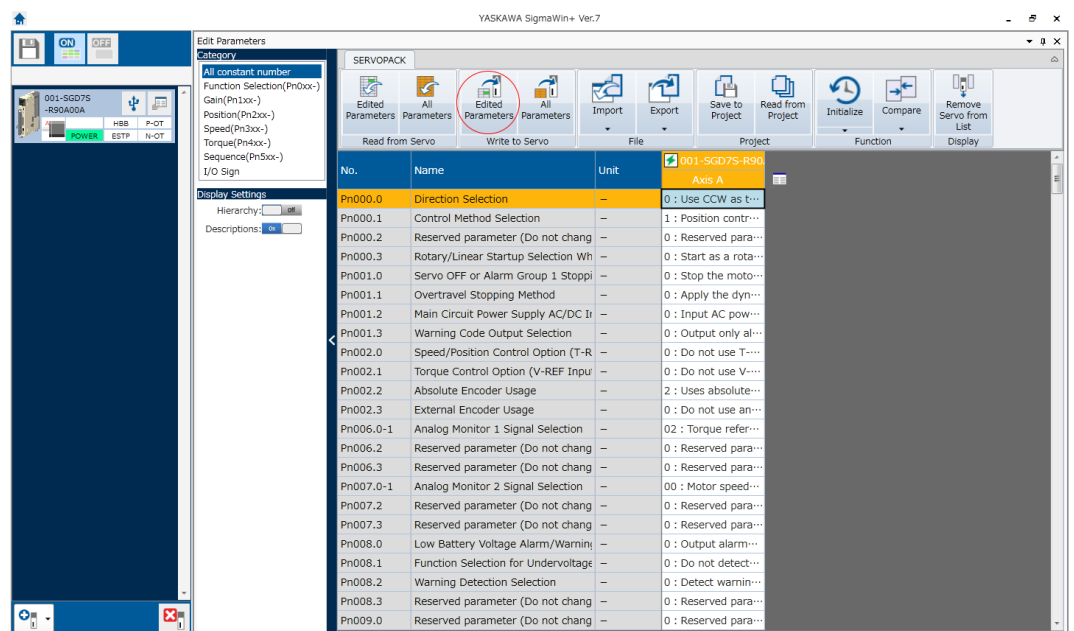 YASKAWA SigmaWin+ Ver.7
ON
OFF
Edit Parameters
Category
All constant number
Function Selection(Pn0xx-)
Gain(Pn1xx-)
Position(Pn2xx-)
Speed(Pn3xx-)
Torque(Pn4xx-)
Sequence(Pn5xx-)
I/O Sign
Display Settings
Hierarchy: off
Descriptions: On
001-SGD7S
-R90A00A
HBB P-OT
POWER ESTP N-OT
SERVOPACK
Edited Parameters
All Parameters
Read from Servo
Edited Parameters
All Parameters
Write to Servo
Import
Export
File
Save to Project
Read from Project
Project
Initialize
Compare
Function
Remove Servo from List
Display
No. Name Unit 001-SGD7S-R90
Axis A
Pn000.0 Direction Selection – 0 : Use CCW as t···
Pn000.1 Control Method Selection – 1 : Position contr···
Pn000.2 Reserved parameter (Do not chang – 0 : Reserved para···
Pn000.3 Rotary/Linear Startup Selection Wh – 0 : Start as a rota···
Pn001.0 Servo OFF or Alarm Group 1 Stoppi – 0 : Stop the moto···
Pn001.1 Overtravel Stopping Method – 0 : Apply the dyn···
Pn001.2 Main Circuit Power Supply AC/DC I – 0 : Input AC pow···
Pn001.3 Warning Code Output Selection – 0 : Output only al···
Pn002.0 Speed/Position Control Option (T-R – 0 : Do not use T-···
Pn002.1 Torque Control Option (V-REF Inpu – 0 : Do not use V-···
Pn002.2 Absolute Encoder Usage – 2 : Uses absolute···
Pn002.3 External Encoder Usage – 0 : Do not use an···
Pn006.0-1 Analog Monitor 1 Signal Selection – 02 : Torque refer···
Pn006.2 Reserved parameter (Do not chang – 0 : Reserved para···
Pn006.3 Reserved parameter (Do not chang – 0 : Reserved para···
Pn007.0-1 Analog Monitor 2 Signal Selection – 00 : Motor speed···
Pn007.2 Reserved parameter (Do not chang – 0 : Reserved para···
Pn007.3 Reserved parameter (Do not chang – 0 : Reserved para···
Pn008.0 Low Battery Voltage Alarm/Warning – 0 : Output alarm···
Pn008.1 Function Selection for Undervoltage – 0 : Do not detect···
Pn008.2 Warning Detection Selection – 0 : Detect warnin···
Pn008.3 Reserved parameter (Do not chang – 0 : Reserved para···
Pn009.0 Reserved parameter (Do not chang – 0 : Reserved para···